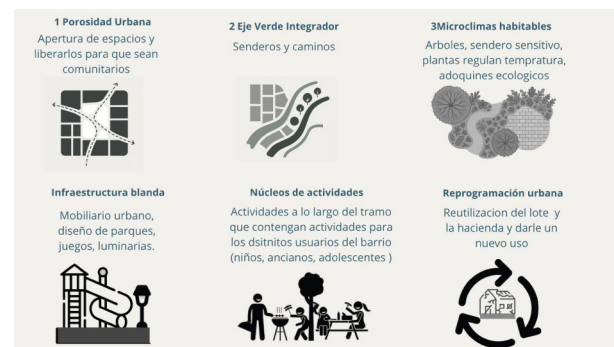 1 Porosidad Urbana
Apertura de espacios y
liberarlos para que sean
comunitarios
2 Eje Verde Integrador
Senderos y caminos
3Microclimas habitables
Arboles, sendero sensitivo,
plantas regulan tempratura,
adoquines ecologicos
Infraestructura blanda
Mobiliario urbano,
diseño de parques,
juegos, luminarias.
Núcleos de actividades
Actividades a lo largo del tramo
que contengan actividades para
los dsitnitos usuarios del barrio
(niños, ancianos, adolescentes )
Reprogramación urbana
Reutilizacion del lote y
la hacienda y darle un
nuevo uso